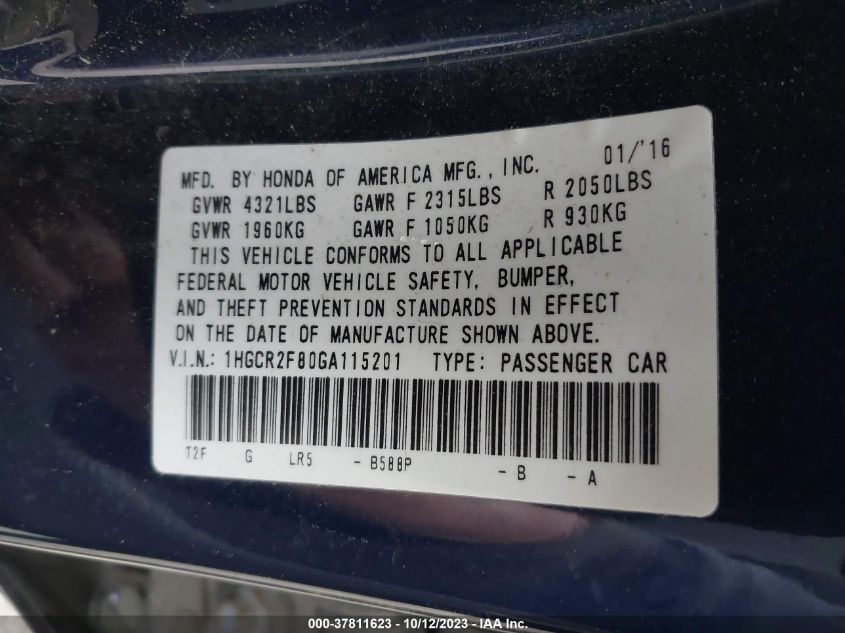 MFD. BY HONDA OF AMERICA MFG., INC. 01/'16
GVWR 4321LBS GAWR F 2315LBS R 2050LBS
GVWR 1960KG GAWR F 1050KG R 930KG
THIS VEHICLE CONFORMS TO ALL APPLICABLE
FEDERAL MOTOR VEHICLE SAFETY, BUMPER,
AND THEFT PREVENTION STANDARDS IN EFFECT
ON THE DATE OF MANUFACTURE SHOWN ABOVE.
V.I.N.: 1HGCR2F80GA115201 TYPE: PASSENGER CAR
T2F G LR5 - B588P - B - A
000-37811623 - 10/12/2023 - IAA Inc.